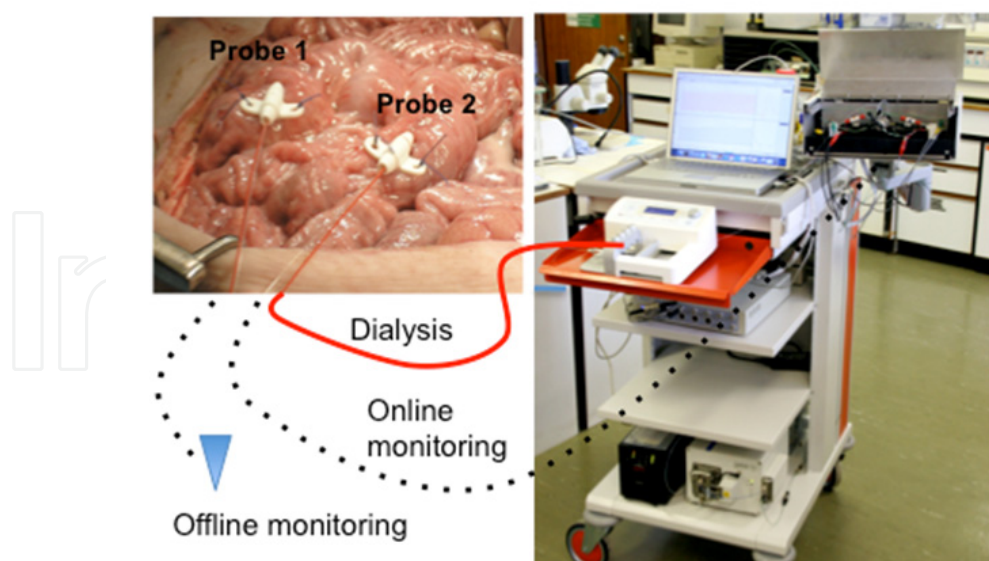 Probe 1
Probe 2
Dialysis
Online
monitoring
Offline monitoring